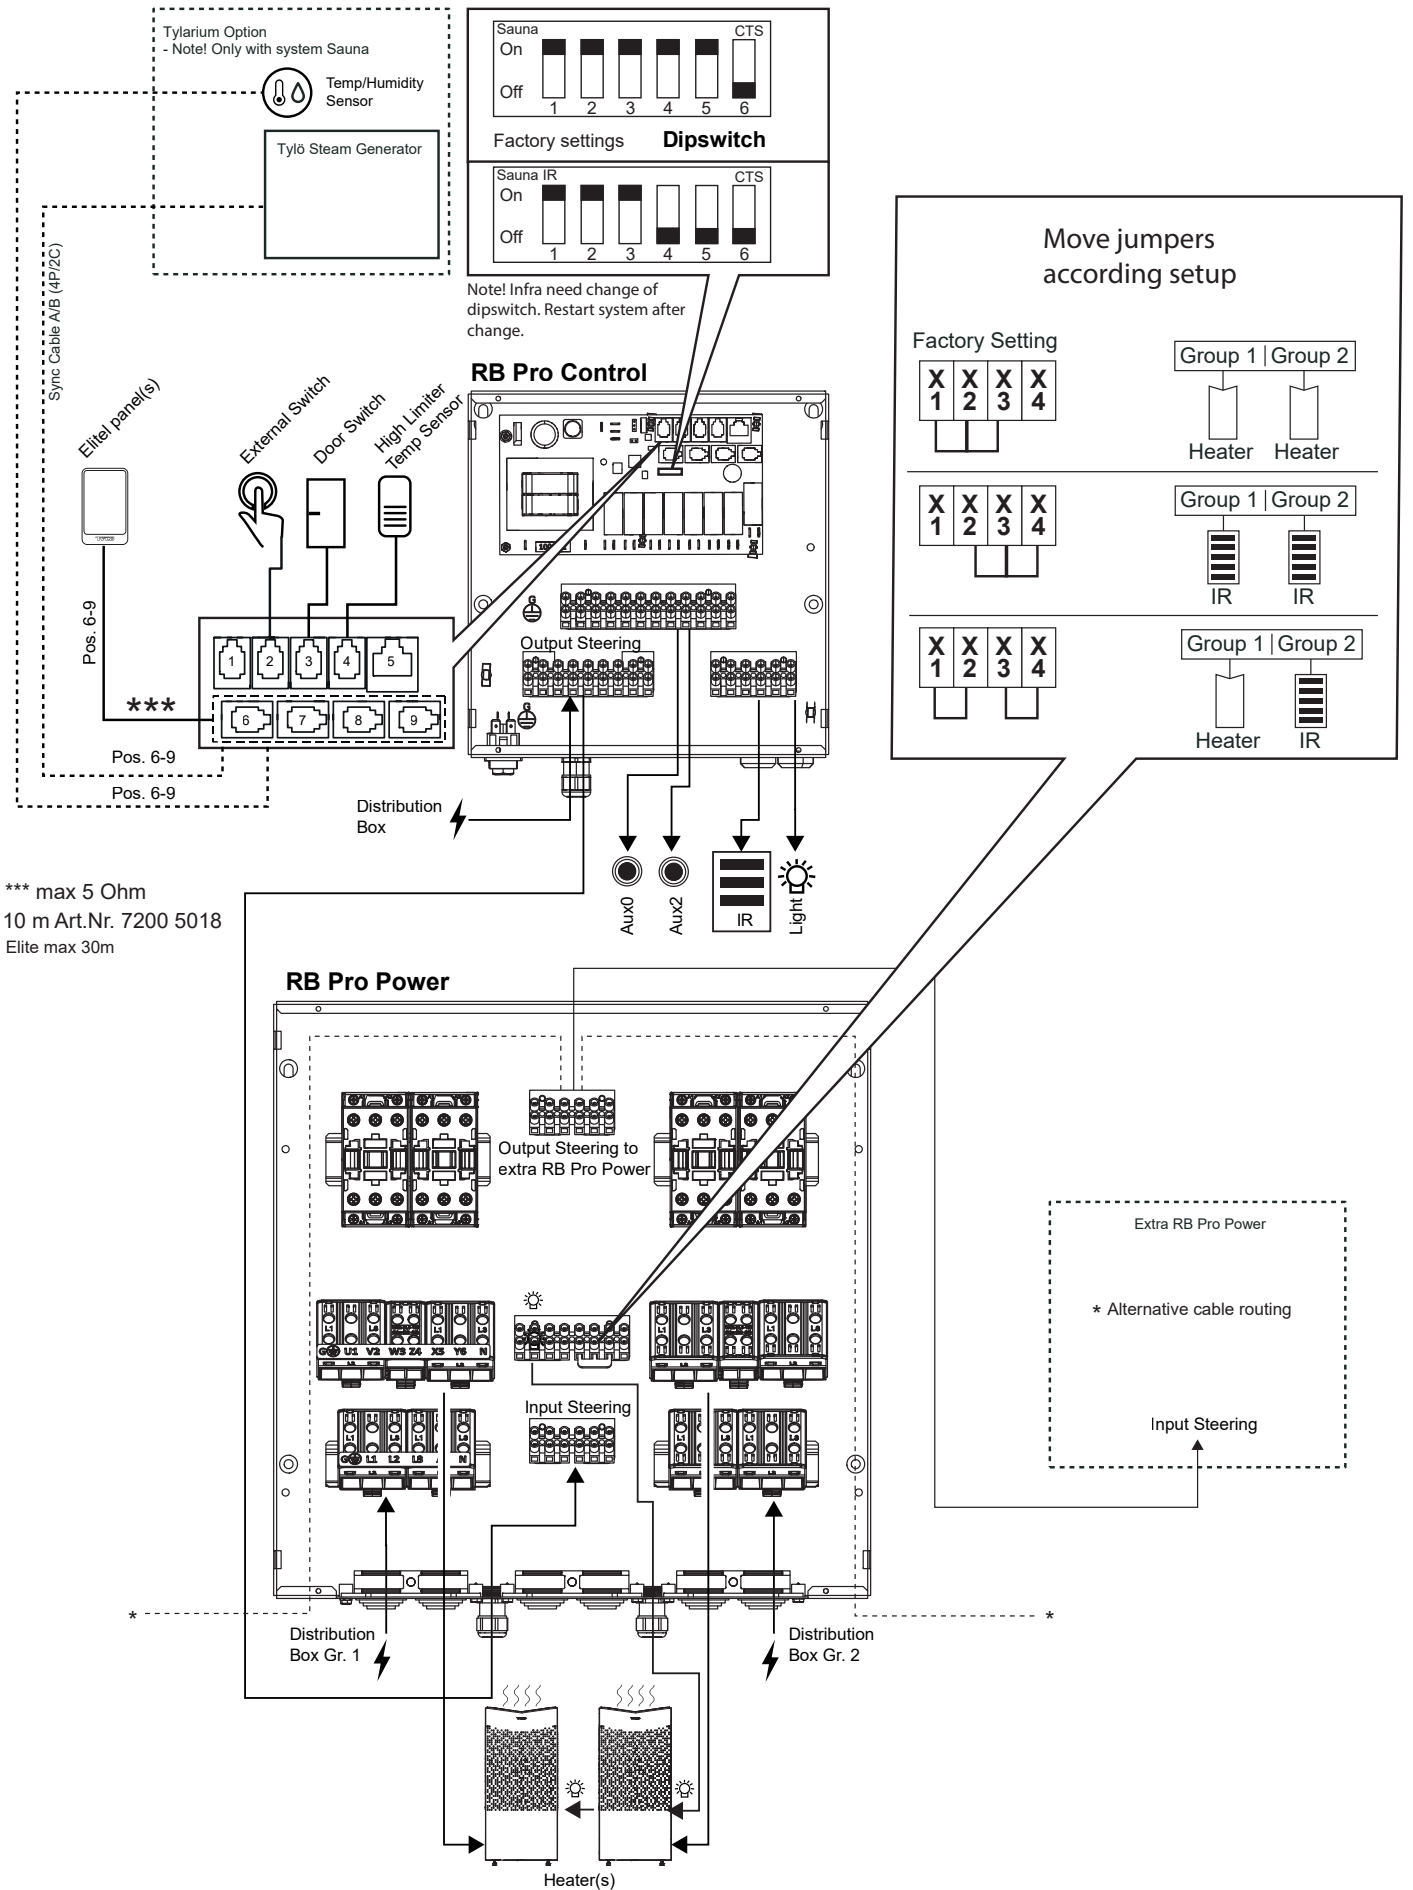 Tylarium Option
- Note! Only with system Sauna
Temp/Humidity
Sensor
Tylö Steam Generator
Sync Cable A/B (4P/2C)
Sauna
CTS
On
Off
1 2 3 4 5 6
Factory settings Dipswitch
Sauna IR
CTS
On
Off
1 2 3 4 5 6
Note! Infra need change of
dipswitch. Restart system after
change.
Move jumpers
according setup
Factory Setting
X X X X
1 2 3 4
Group 1 | Group 2
Heater Heater
X X X X
1 2 3 4
Group 1 | Group 2
IR IR
X X X X
1 2 3 4
Group 1 | Group 2
Heater IR
RB Pro Control
Elitel panel(s)
External Switch
Door Switch
High Limiter
Temp Sensor
Pos. 6-9
1 2 3 4 5
***
6 7 8 9
Pos. 6-9
Pos. 6-9
G
Output Steering
G
Distribution
Box
Aux0
Aux2
IR
Light
*** max 5 Ohm
10 m Art.Nr. 7200 5018
Elite max 30m
RB Pro Power
Output Steering to
extra RB Pro Power
G U1 V2 W3 Z4 X5 Y6 N
Input Steering
G L1 L2 L3 N
Extra RB Pro Power
* Alternative cable routing
Input Steering
*
*
Distribution
Box Gr. 1
Distribution
Box Gr. 2
Heater(s)